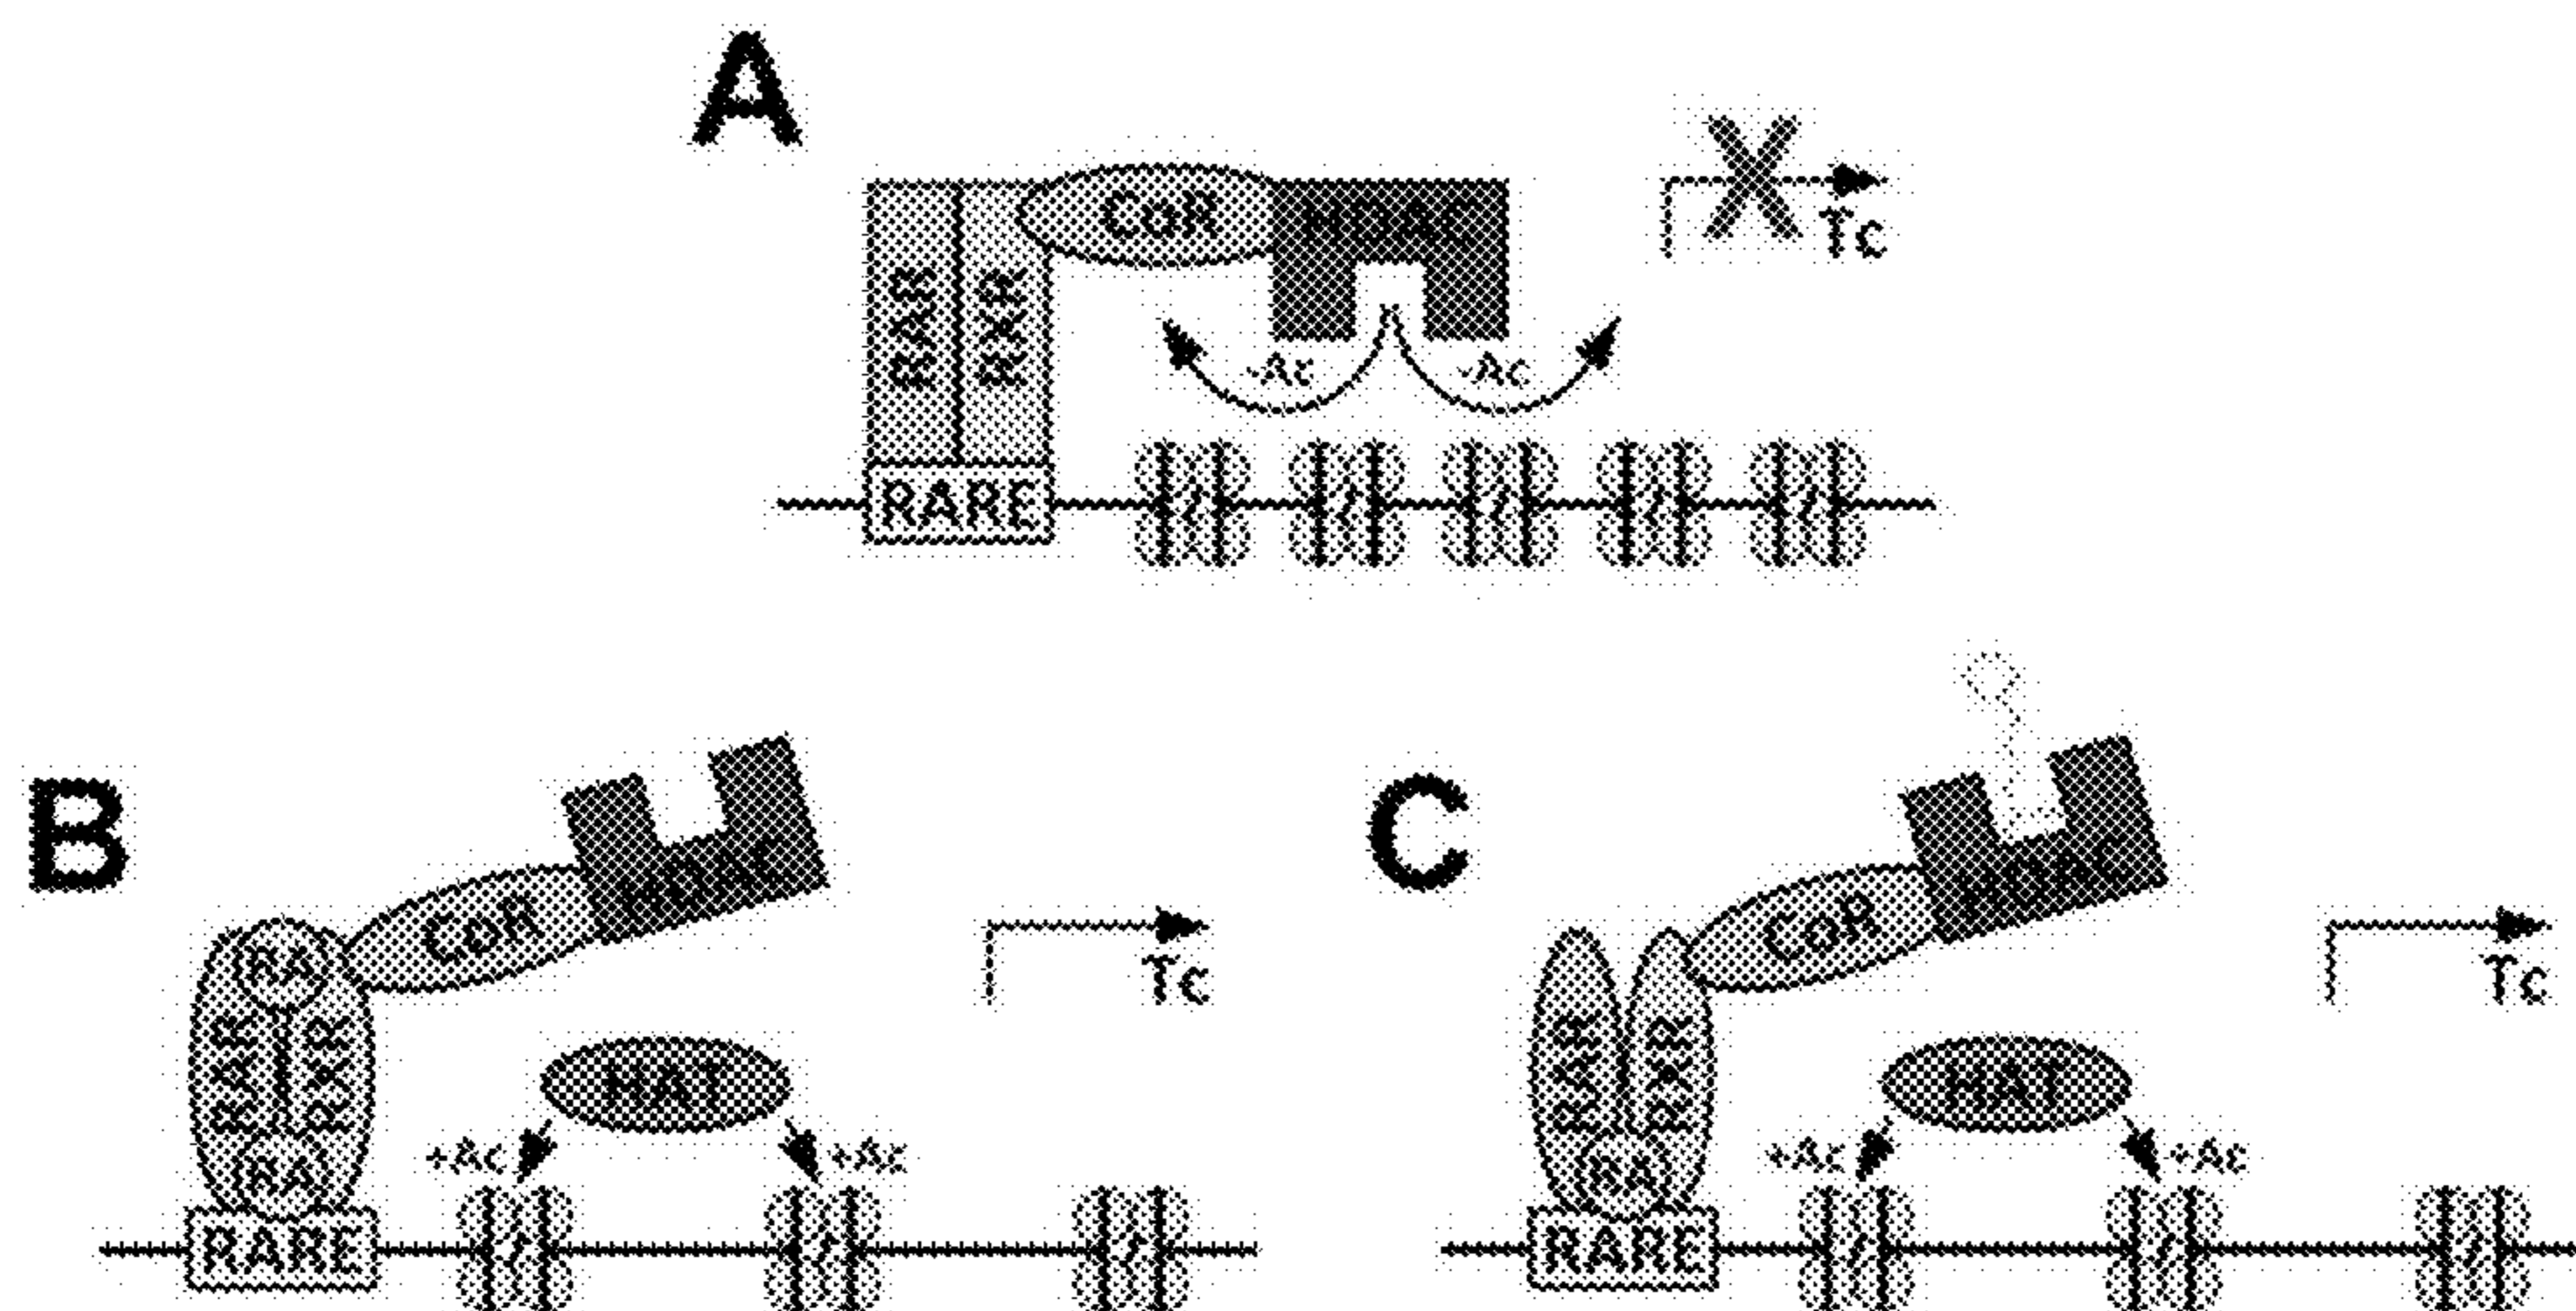 A
CoR HDAC
Tc
RAR RXR
-Ac -Ac
RARE
B
HDAC
CoR
RA
Tc
RAR RXR
HAT
+Ac +Ac
RA
RARE
C
HDAC
CoR
Tc
RAR RXR
HAT
+Ac +Ac
RA
RARE